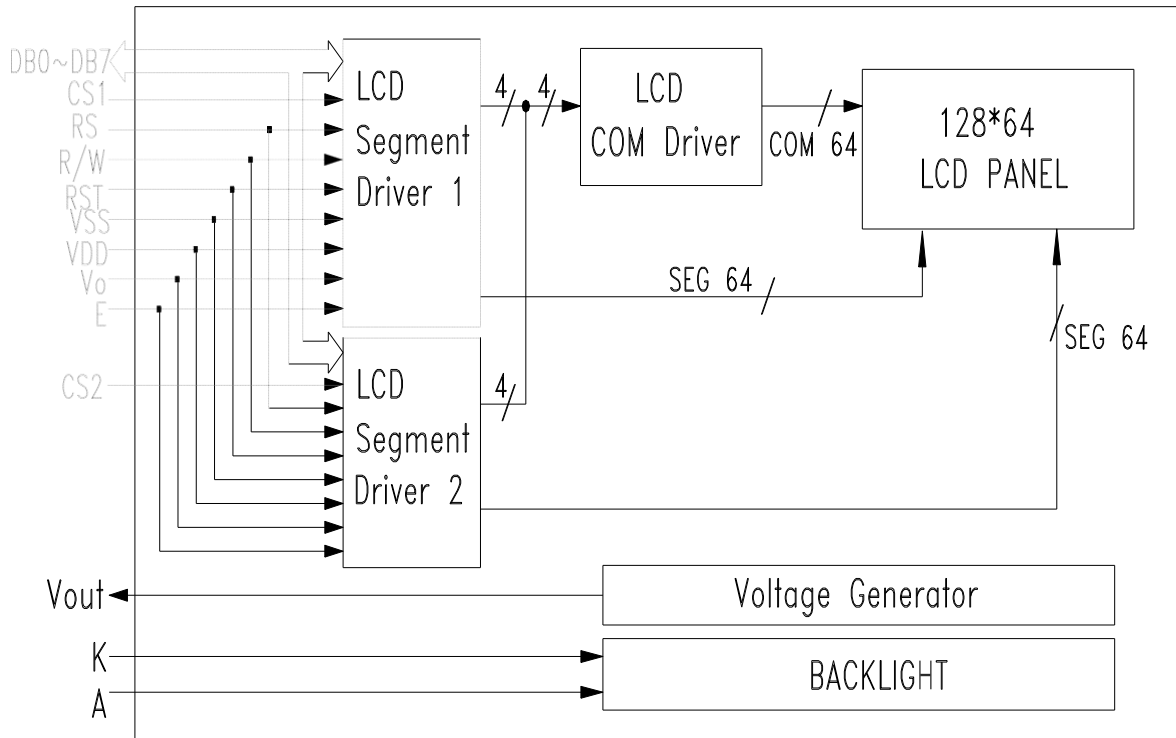 DB0~DB7
CS1
RS
R/W
RST
VSS
VDD
Vo
E
CS2
Vout
K
A
LCD
Segment
Driver 1
4
4
LCD
COM Driver
COM 64
128*64
LCD PANEL
SEG 64
SEG 64
LCD
Segment
Driver 2
4
Voltage Generator
BACKLIGHT